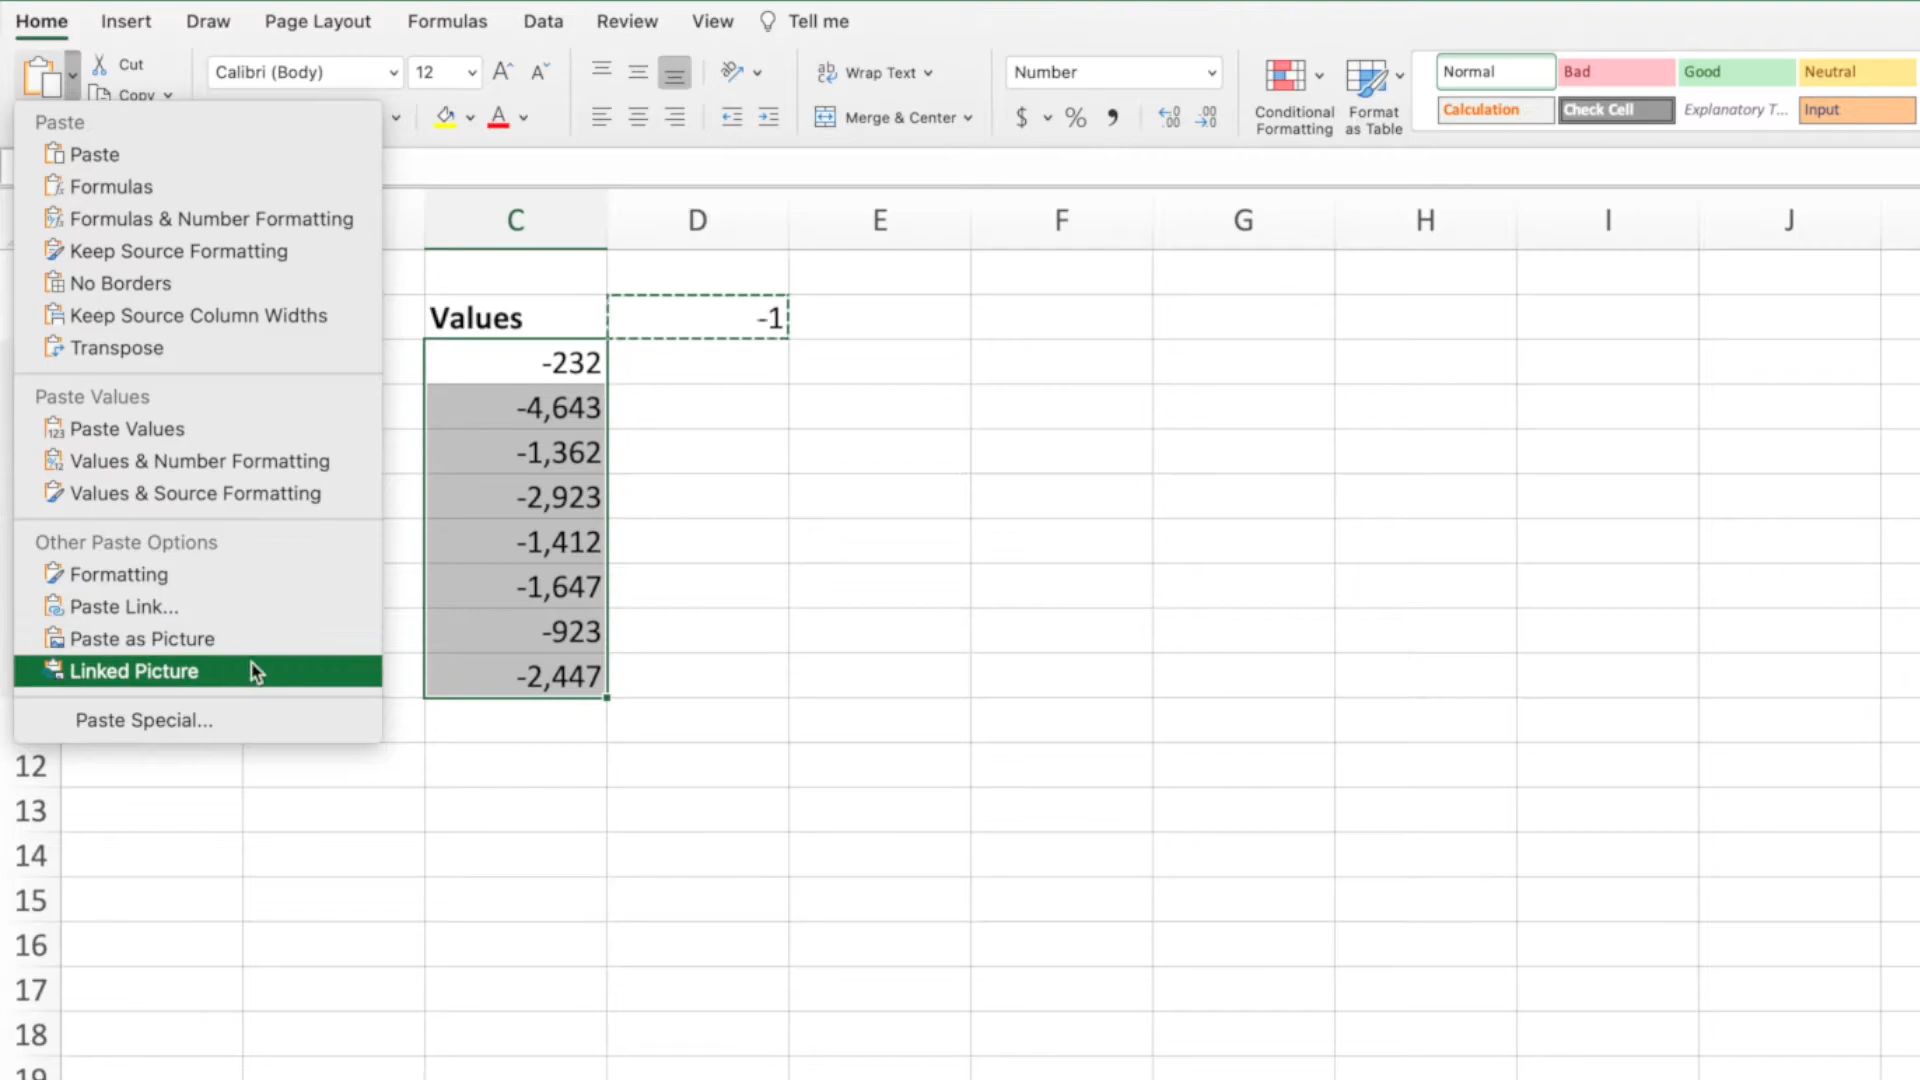 Home Insert Draw Page Layout Formulas Data Review View Tell me
Cut
Copy
Calibri (Body) 12
Wrap Text
Merge & Center
Number
$ % ,
Conditional Formatting
Format as Table
Normal Bad Good Neutral
Calculation Check Cell Explanatory T... Input
Paste
Paste
Formulas
Formulas & Number Formatting
Keep Source Formatting
No Borders
Keep Source Column Widths
Transpose
Paste Values
Paste Values
Values & Number Formatting
Values & Source Formatting
Other Paste Options
Formatting
Paste Link...
Paste as Picture
Linked Picture
Paste Special...
C D E F G H I J
Values -1
-232
-4,643
-1,362
-2,923
-1,412
-1,647
-923
-2,447
12
13
14
15
16
17
18
19